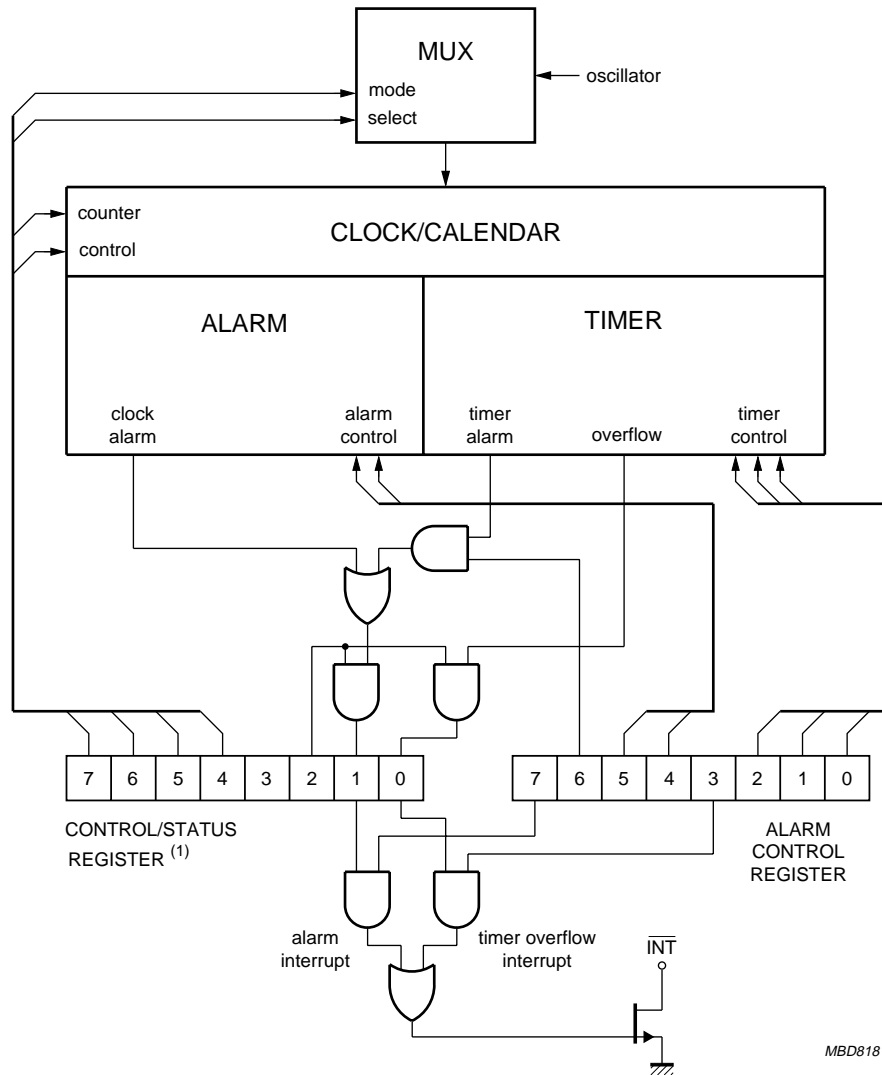 MUX
mode
select
oscillator
counter
control
CLOCK/CALENDAR
ALARM
TIMER
clock
alarm
alarm
control
timer
alarm
overflow
timer
control
7 6 5 4 3 2 1 0
7 6 5 4 3 2 1 0
CONTROL/STATUS
REGISTER (1)
ALARM
CONTROL
REGISTER
alarm
interrupt
timer overflow
interrupt
INT
MBD818